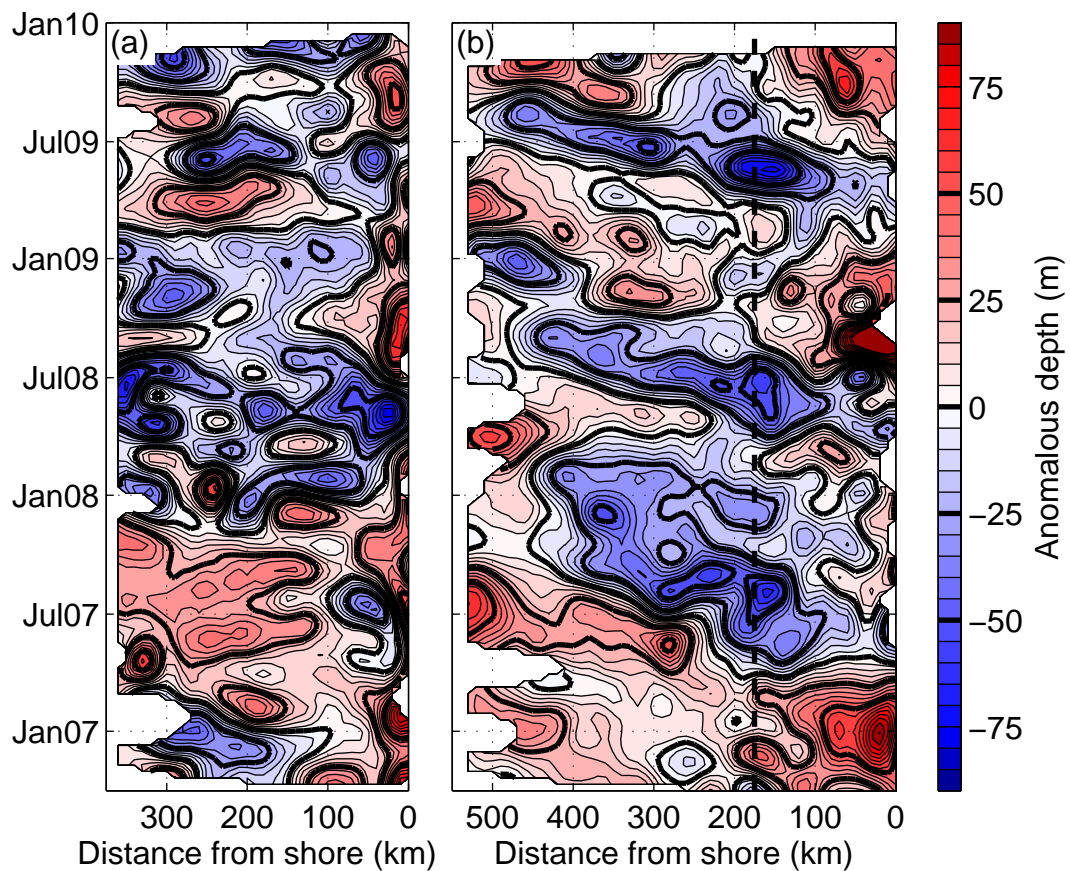 Jan10
Jul09
Jan09
Jul08
Jan08
Jul07
Jan07
(a)
300 200 100 0
Distance from shore (km)
(b)
500 400 300 200 100 0
Distance from shore (km)
75
50
25
0
−25
−50
−75
Anomalous depth (m)